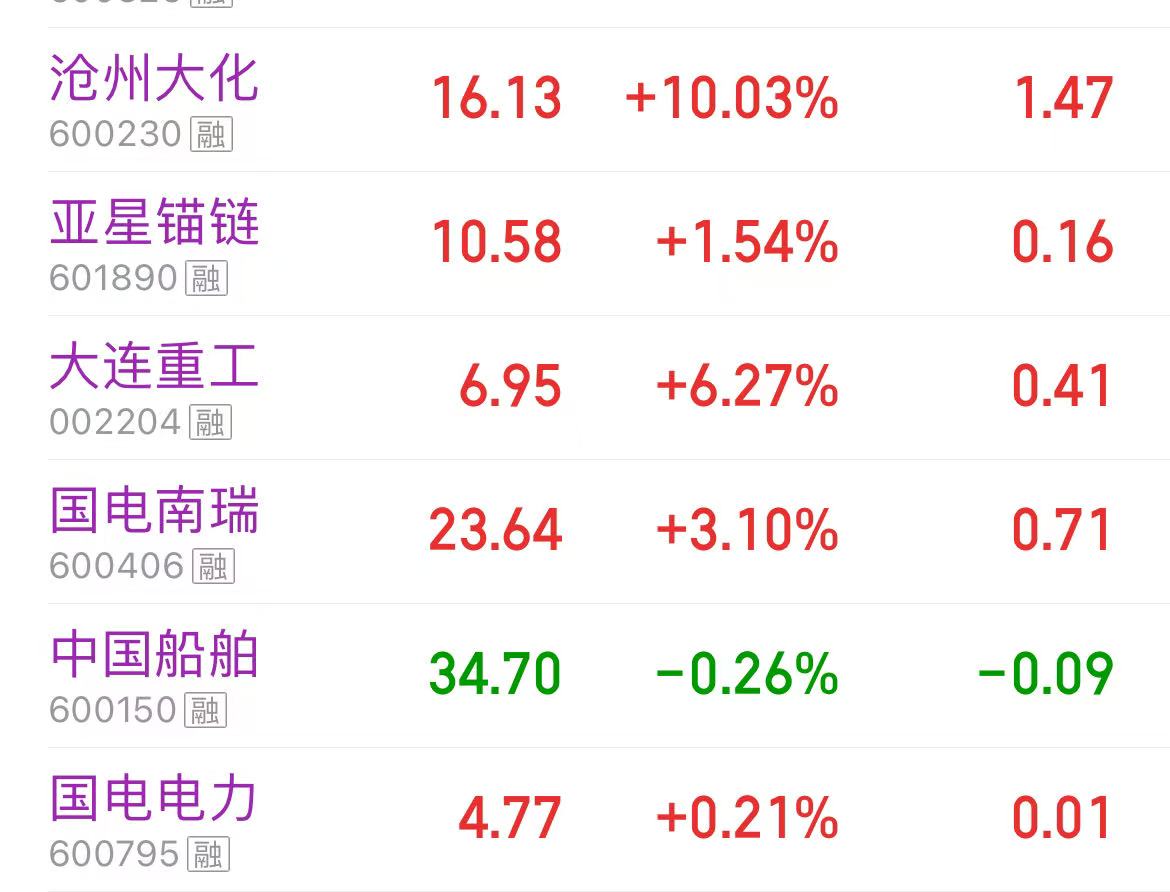 沧州大化 16.13 +10.03% 1.47
600230 融
亚星锚链 10.58 +1.54% 0.16
601890 融
大连重工 6.95 +6.27% 0.41
002204 融
国电南瑞 23.64 +3.10% 0.71
600406 融
中国船舶 34.70 −0.26% −0.09
600150 融
国电电力 4.77 +0.21% 0.01
600795 融